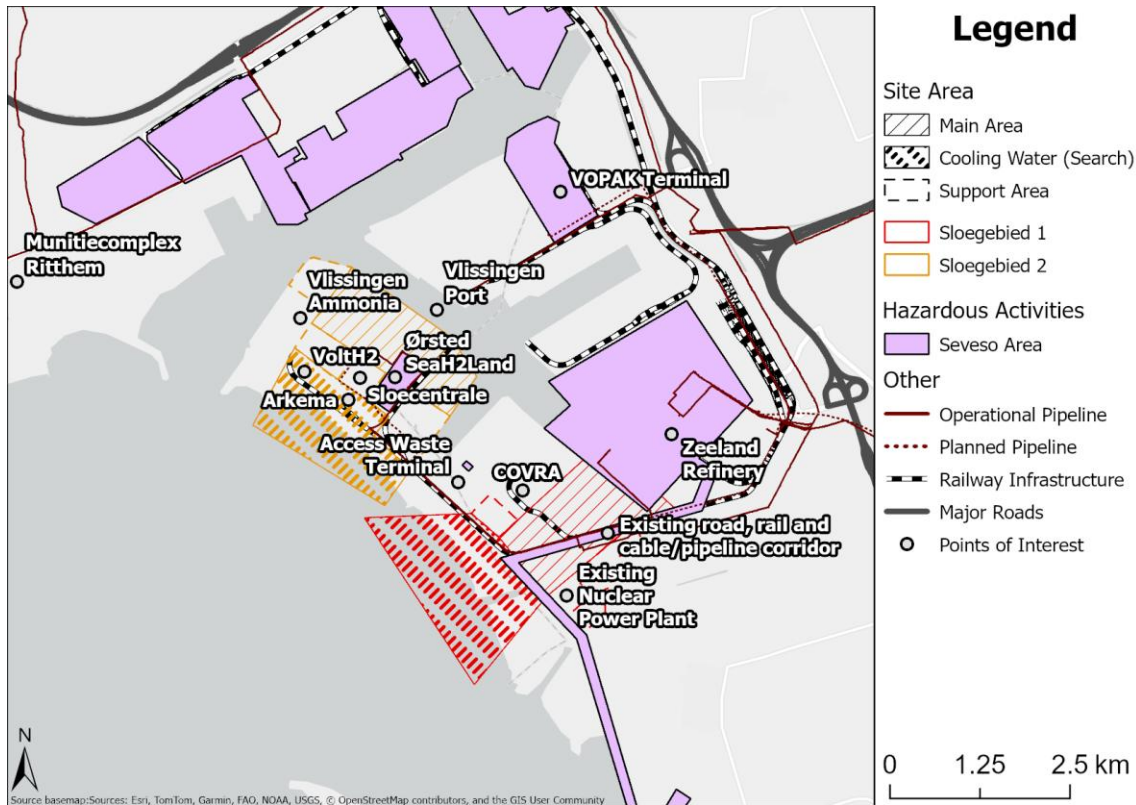 VOPAK Terminal
Munitiecomplex
Ritthem
Vlissingen
Ammonia
Vlissingen
Port
Ørsted
SeaH2Land
VoltH2
Sloecentrale
Arkema
Access Waste
Terminal
COVRA
Zeeland
Refinery
Existing road, rail and
cable/pipeline corridor
Existing
Nuclear
Power Plant
N
Source basemap:Sources: Esri, TomTom, Garmin, FAO, NOAA, USGS, © OpenStreetMap contributors, and the GIS User Community
Legend
Site Area
Main Area
Cooling Water (Search)
Support Area
Sloegebied 1
Sloegebied 2
Hazardous Activities
Seveso Area
Other
Operational Pipeline
Planned Pipeline
Railway Infrastructure
Major Roads
Points of Interest
0 1.25 2.5 km